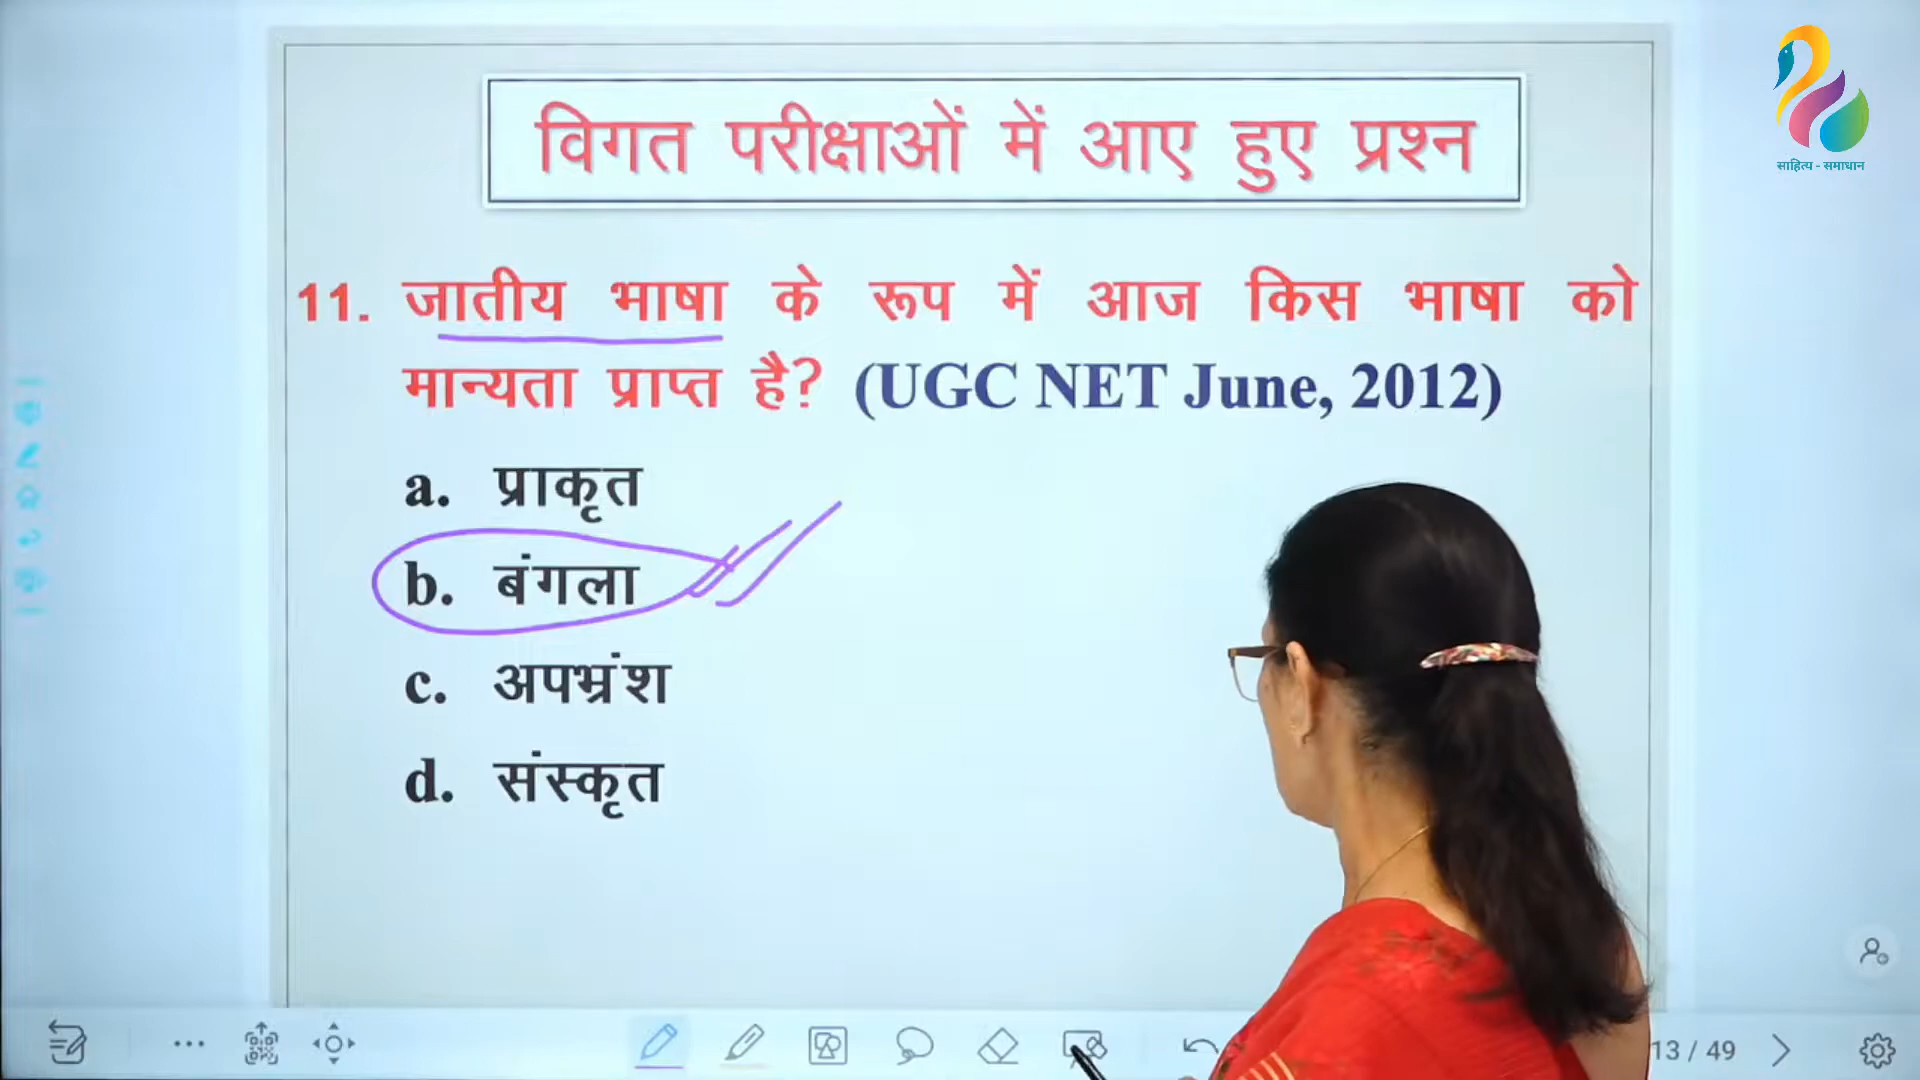 साहित्य - समाधान
विगत परीक्षाओं में आए हुए प्रश्न
11. जातीय भाषा के रूप में आज किस भाषा को
मान्यता प्राप्त है? (UGC NET June, 2012)
a. प्राकृत
b. बंगला
c. अपभ्रंश
d. संस्कृत
13 / 49